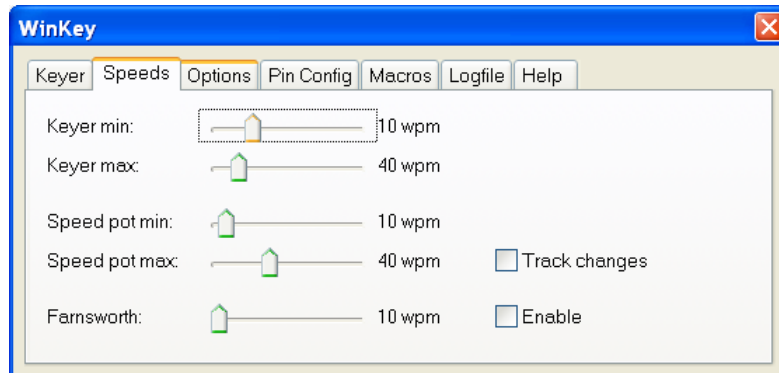 WinKey
Keyer Speeds Options Pin Config Macros Logfile Help
Keyer min: 10 wpm
Keyer max: 40 wpm
Speed pot min: 10 wpm
Speed pot max: 40 wpm Track changes
Farnsworth: 10 wpm Enable